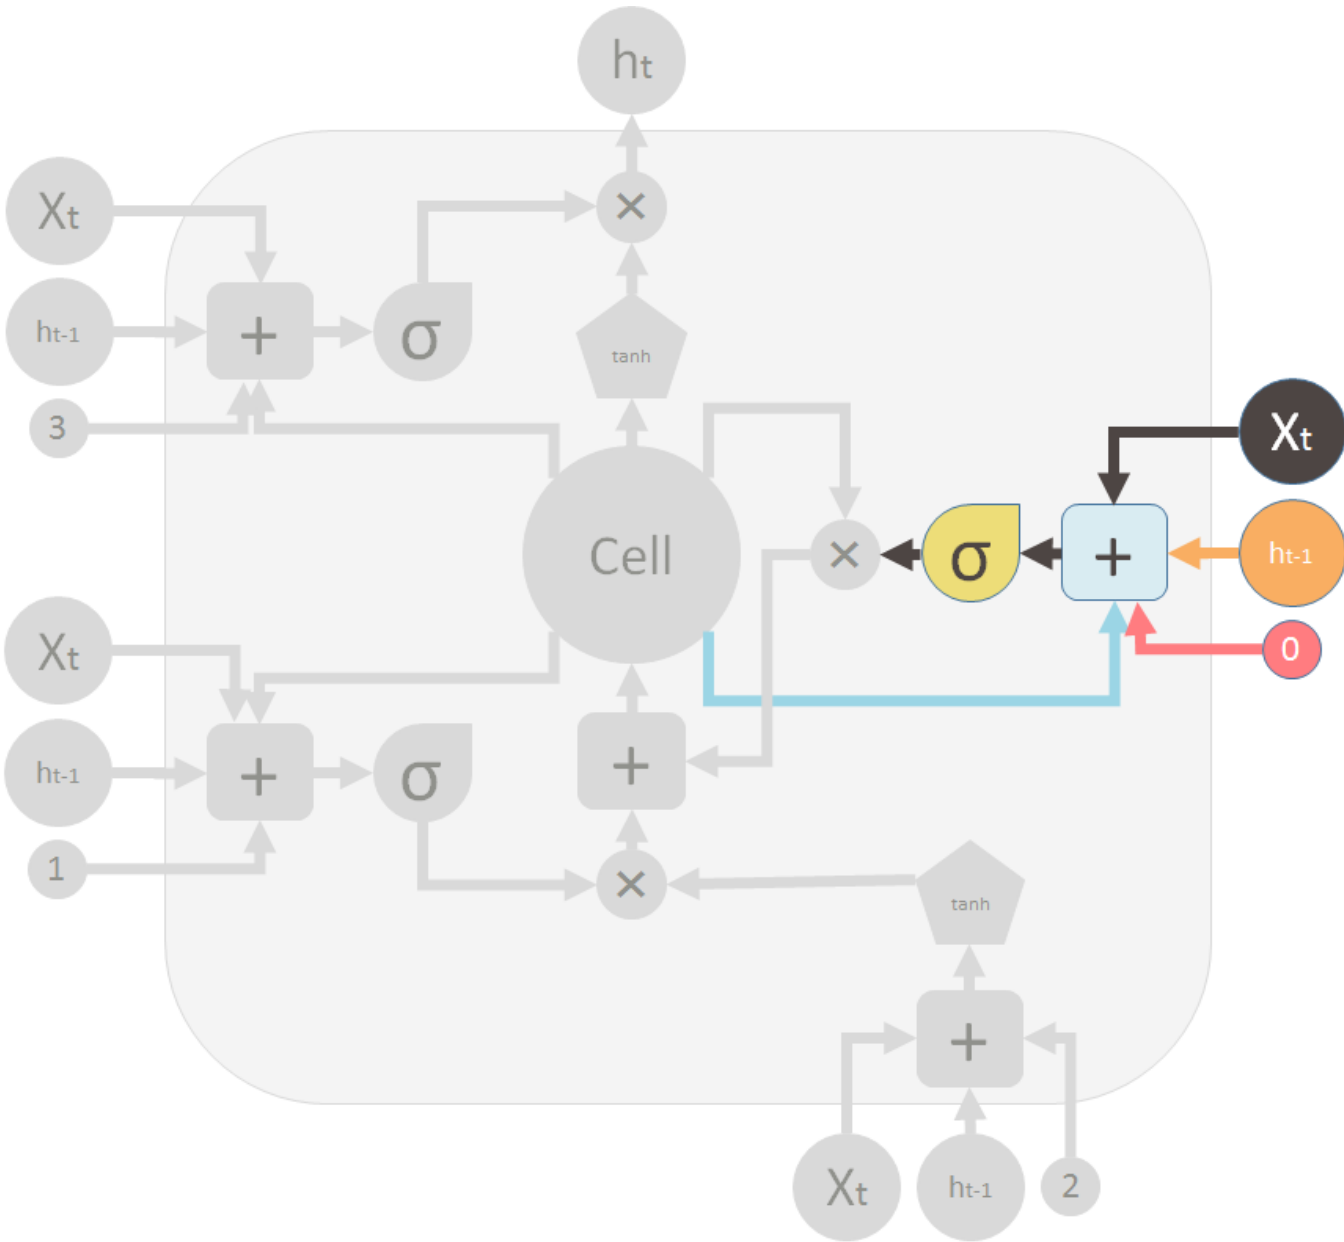 ht
×
Xt
+
σ
ht-1
tanh
3
Xt
Cell
×
σ
+
ht-1
0
Xt
+
σ
+
ht-1
1
×
tanh
+
Xt
ht-1
2